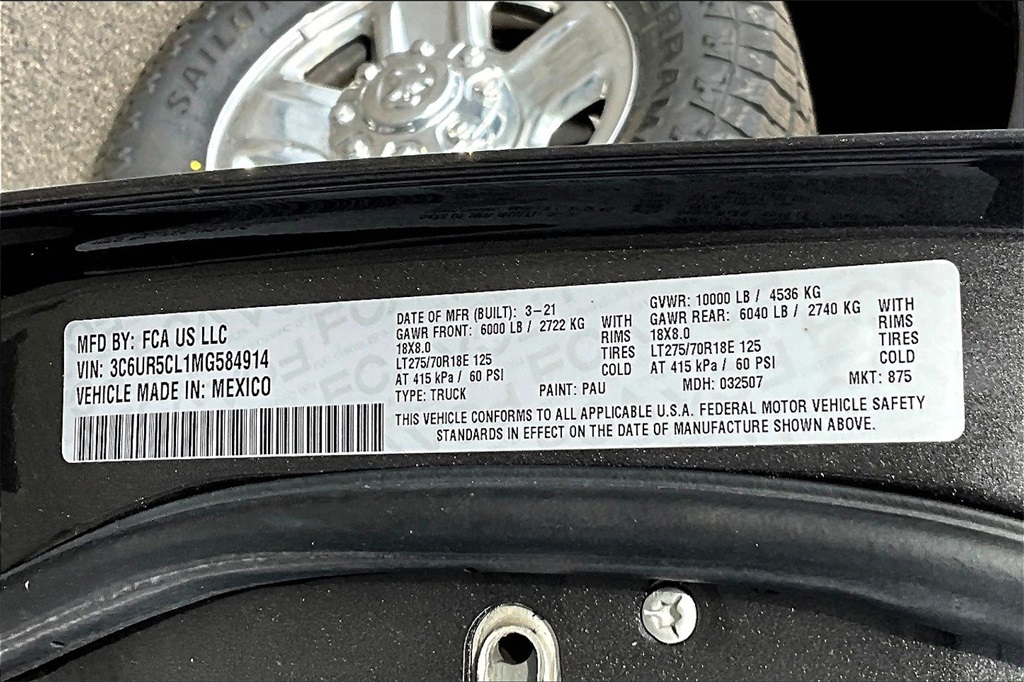 SAILUN
TERRAIN
MFD BY: FCA US LLC
VIN: 3C6UR5CL1MG584914
VEHICLE MADE IN: MEXICO
DATE OF MFR (BUILT): 3-21
GAWR FRONT: 6000 LB / 2722 KG WITH
18X8.0 RIMS
LT275/70R18E 125 TIRES
AT 415 kPa / 60 PSI COLD
TYPE: TRUCK PAINT: PAU
GVWR: 10000 LB / 4536 KG
GAWR REAR: 6040 LB / 2740 KG WITH
18X8.0 RIMS
LT275/70R18E 125 TIRES
AT 415 kPa / 60 PSI COLD
MDH: 032507 MKT: 875
THIS VEHICLE CONFORMS TO ALL APPLICABLE U.S.A. FEDERAL MOTOR VEHICLE SAFETY
STANDARDS IN EFFECT ON THE DATE OF MANUFACTURE SHOWN ABOVE.